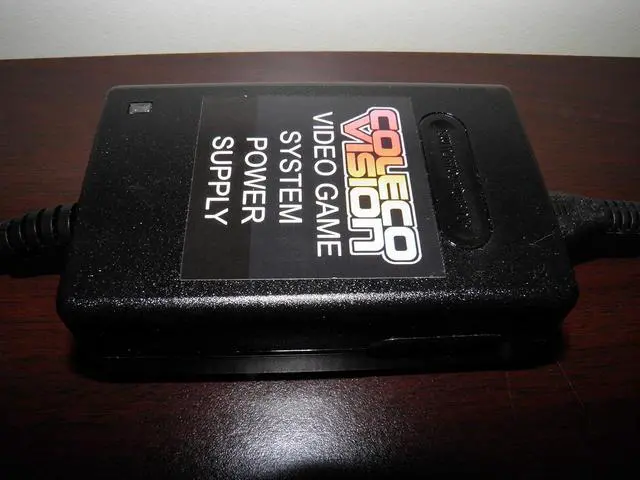 COLECO
VISION
VIDEO GAME
SYSTEM
POWER
SUPPLY